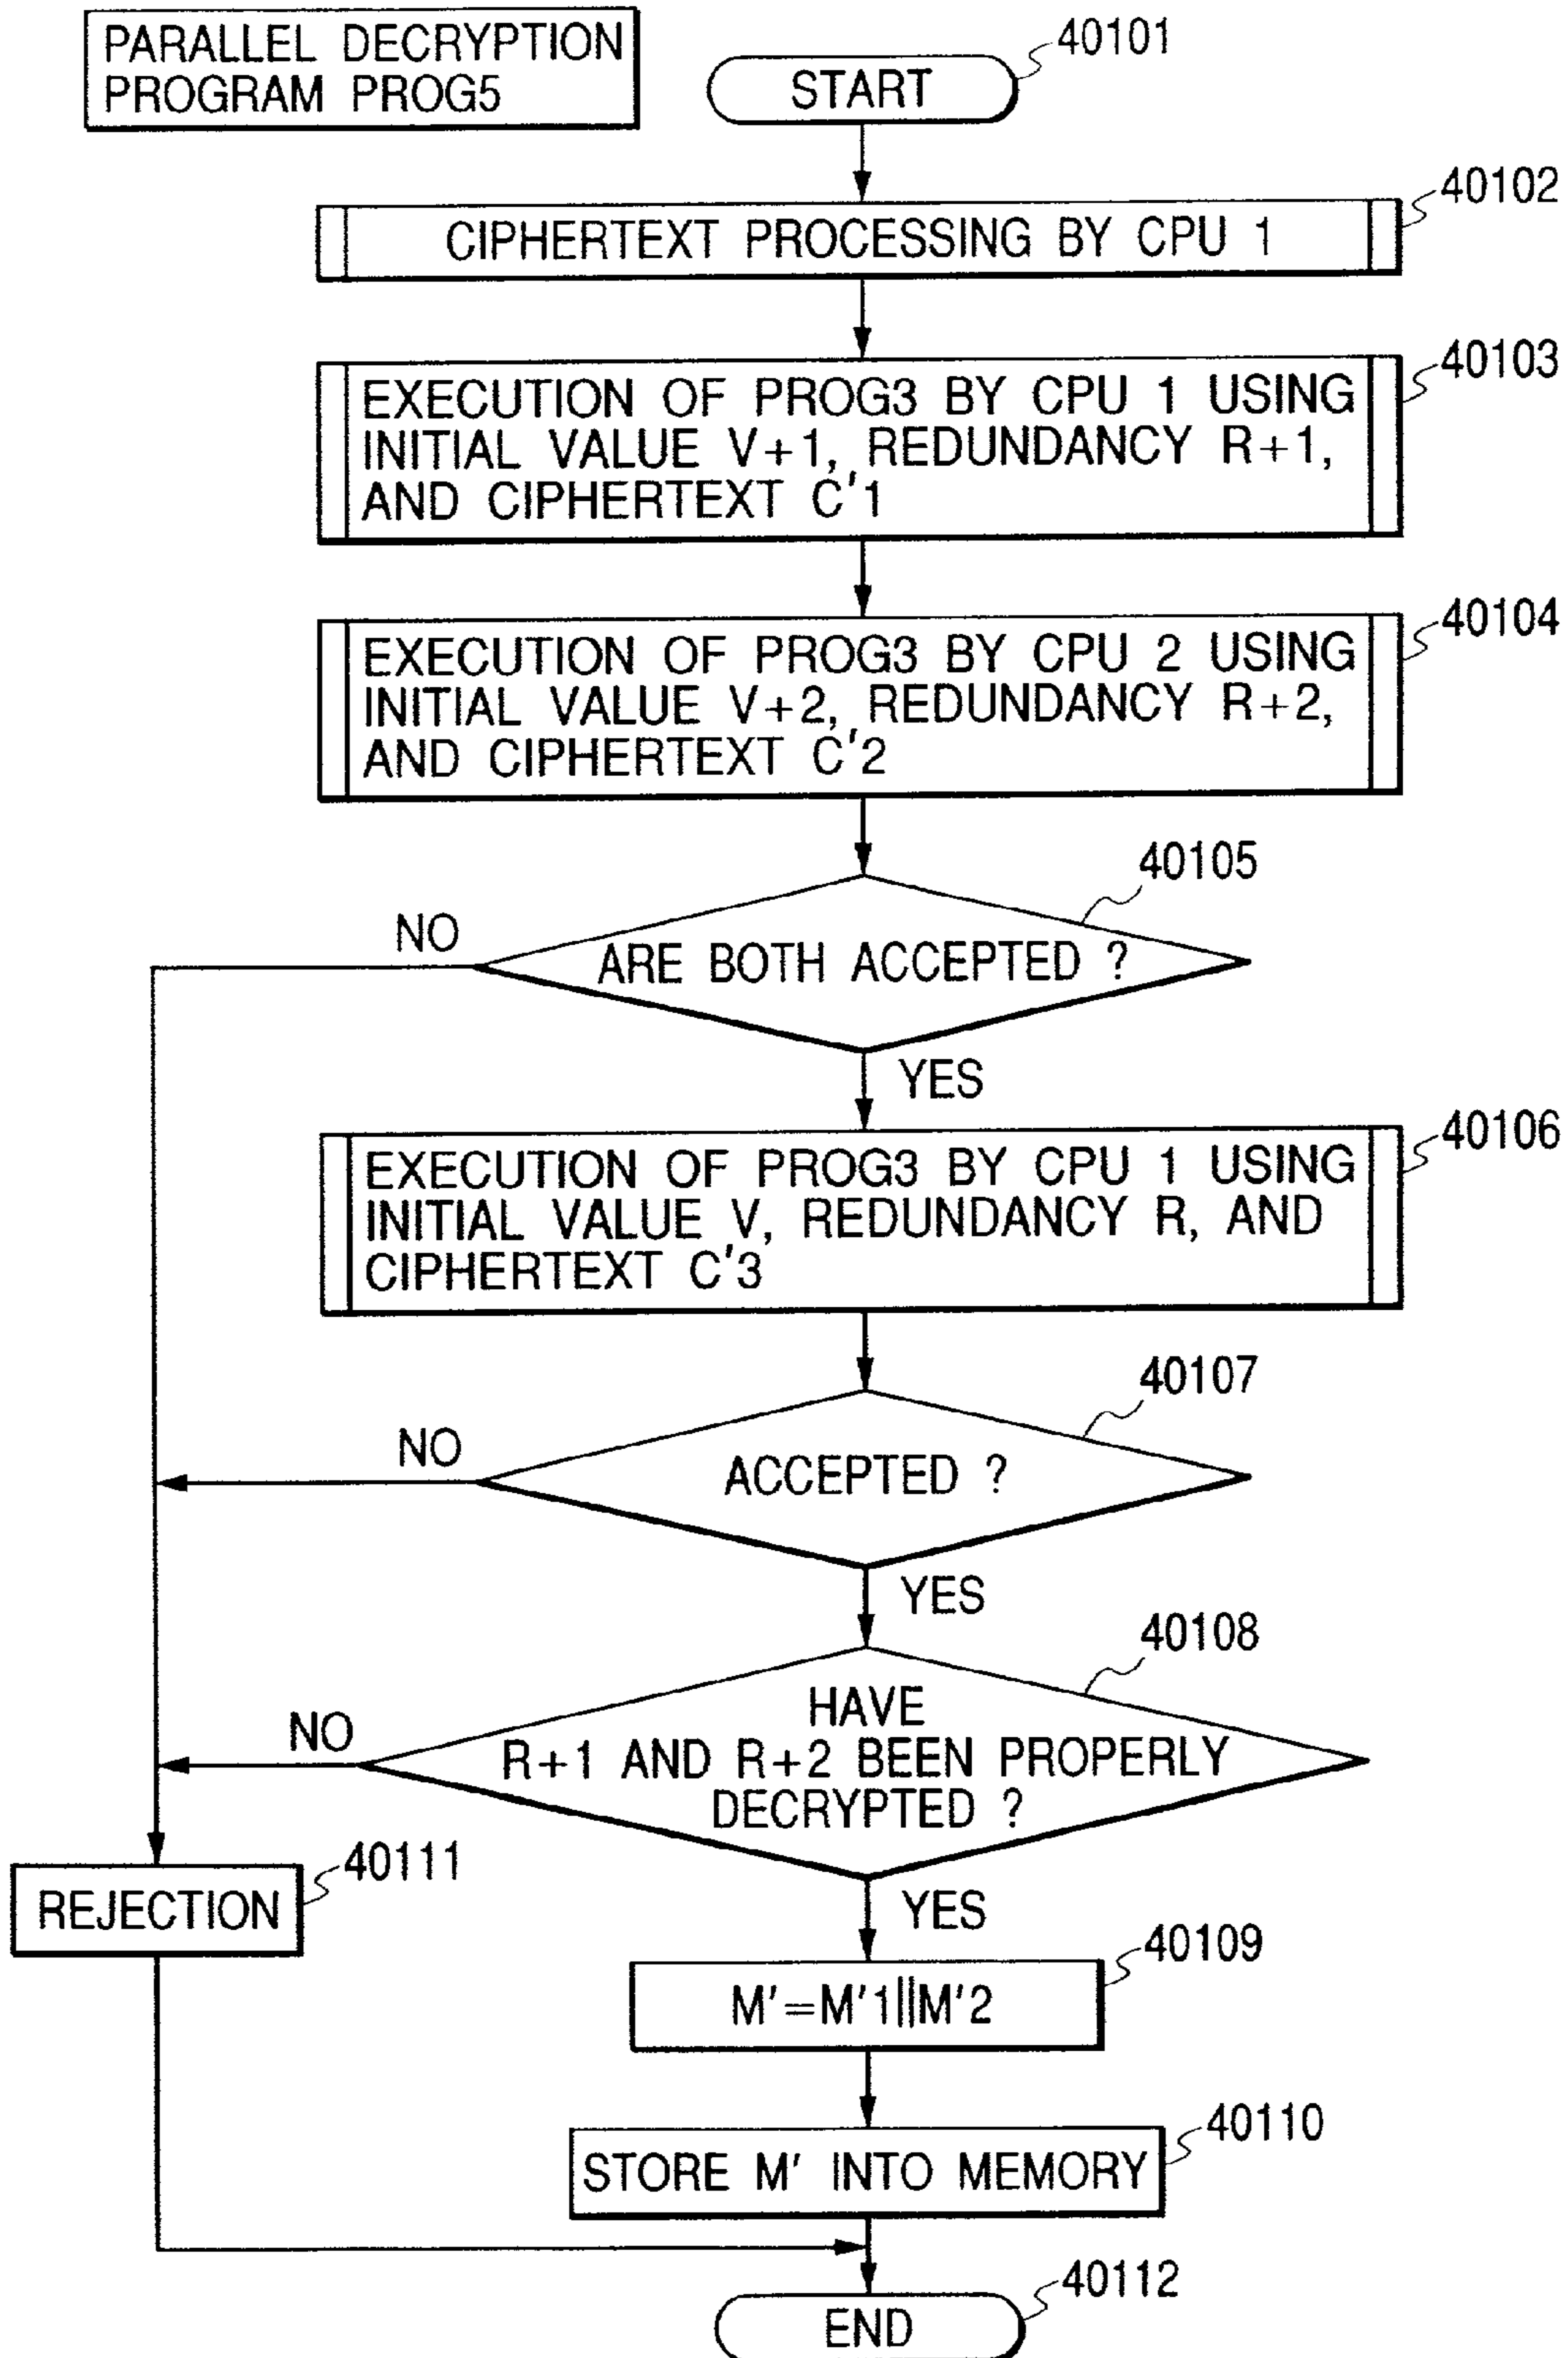 PARALLEL DECRYPTION
PROGRAM PROG5
START
40101
CIPHERTEXT PROCESSING BY CPU 1
40102
EXECUTION OF PROG3 BY CPU 1 USING
INITIAL VALUE V+1, REDUNDANCY R+1,
AND CIPHERTEXT C'1
40103
EXECUTION OF PROG3 BY CPU 2 USING
INITIAL VALUE V+2, REDUNDANCY R+2,
AND CIPHERTEXT C'2
40104
40105
NO
ARE BOTH ACCEPTED ?
YES
EXECUTION OF PROG3 BY CPU 1 USING
INITIAL VALUE V, REDUNDANCY R, AND
CIPHERTEXT C'3
40106
40107
NO
ACCEPTED ?
YES
40108
NO
HAVE
R+1 AND R+2 BEEN PROPERLY
DECRYPTED ?
YES
REJECTION
40111
M'=M'1||M'2
40109
STORE M' INTO MEMORY
40110
END
40112